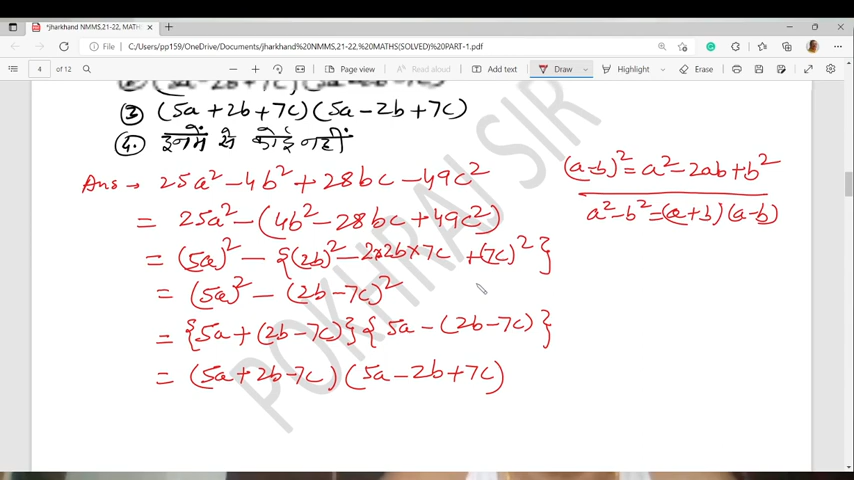 *jharkhand NMMS,21-22, MATHS
File
C:/Users/pp159/OneDrive/Documents/jharkhand%20NMMS,21-22,%20MATHS(SOLVED)%20PART-1.pdf
4 of 12 Page view Read aloud Add text Draw Highlight Erase
③ (5a+2b+7c)(5a-2b+7c)
④. इनमें से कोई नहीं.
Ans → 25a²-4b²+28bc-49c²
= 25a²-(4b²-28bc+49c²)
= (5a)² - {(2b)²-2×2b×7c +(7c)²}
= (5a)² - (2b-7c)²
= {5a+(2b-7c)}{5a-(2b-7c)}
= (5a+2b-7c)(5a-2b+7c)
(a-b)²=a²-2ab+b²
a²-b²=(a+b)(a-b)
POKHRAJ SIR